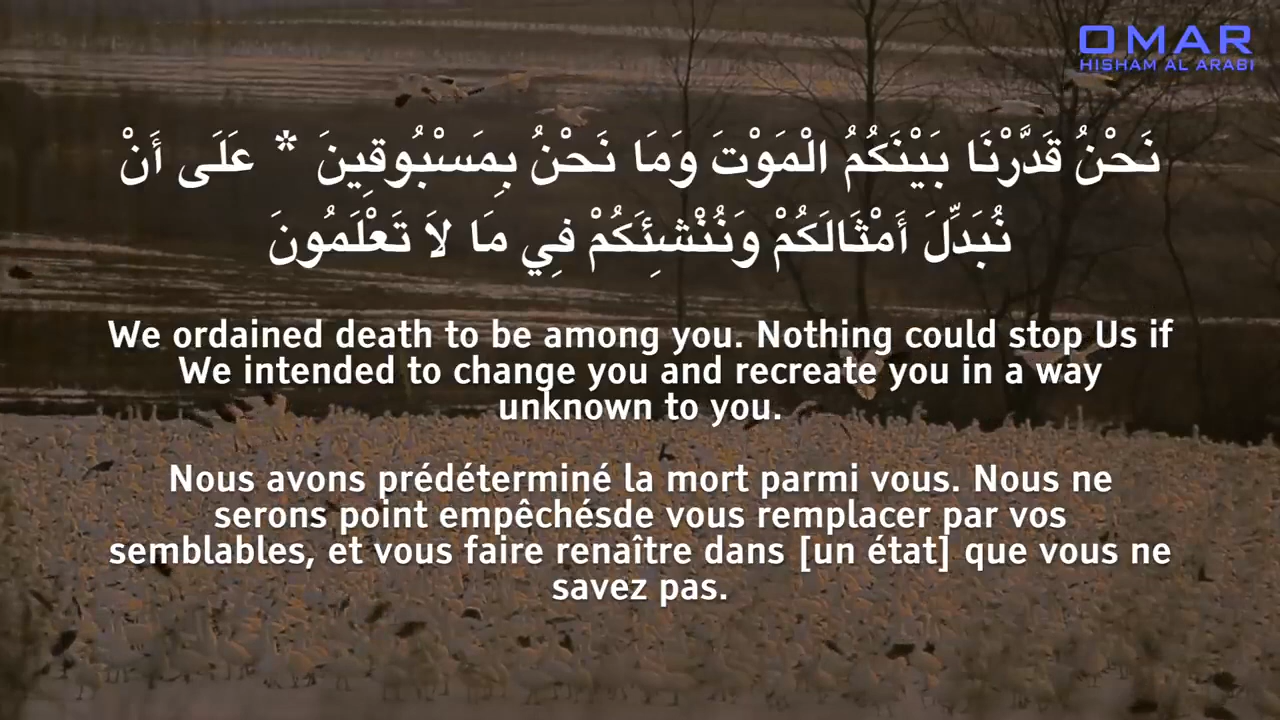 OMAR
HISHAM AL ARABI
نَحْنُ قَدَّرْنَا بَيْنَكُمُ الْمَوْتَ وَمَا نَحْنُ بِمَسْبُوقِينَ * عَلَى أَنْ
نُبَدِّلَ أَمْثَالَكُمْ وَنُنْشِئَكُمْ فِي مَا لاَ تَعْلَمُونَ
We ordained death to be among you. Nothing could stop Us if
We intended to change you and recreate you in a way
unknown to you.
Nous avons prédéterminé la mort parmi vous. Nous ne
serons point empêchésde vous remplacer par vos
semblables, et vous faire renaître dans [un état] que vous ne
savez pas.